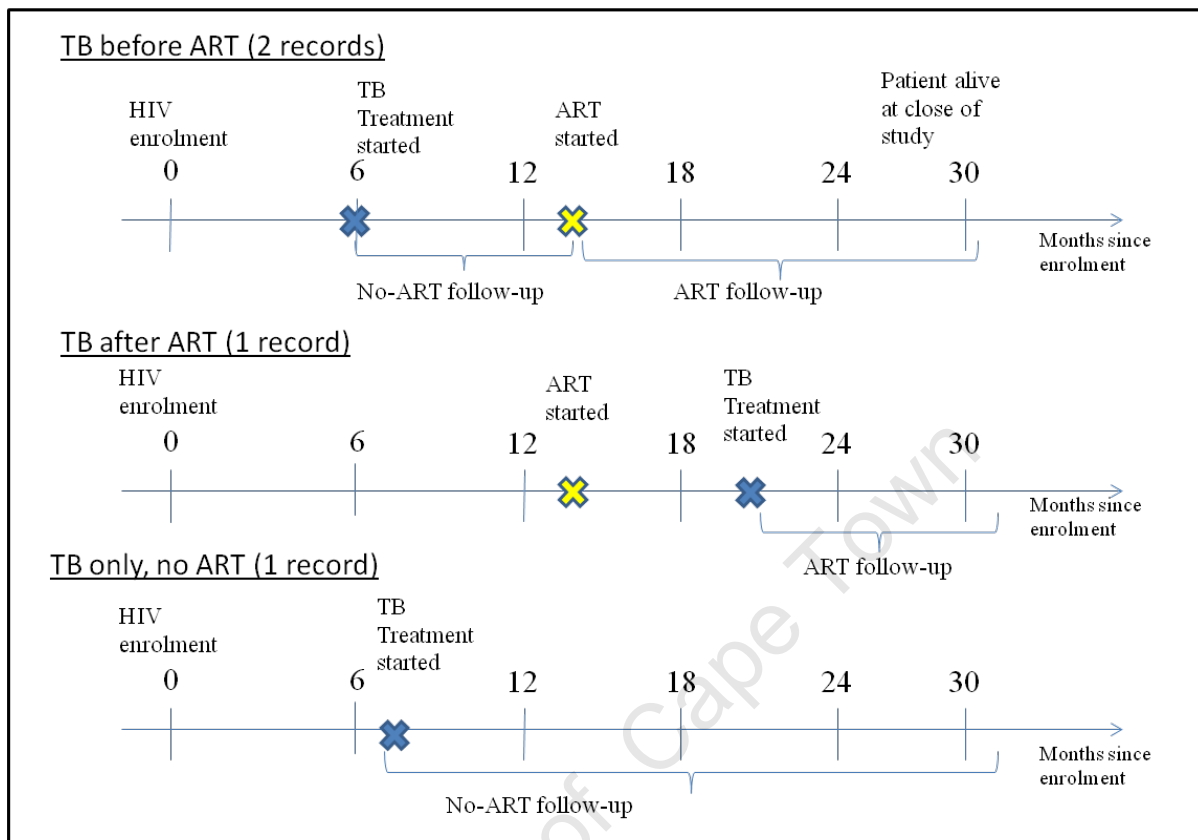 TB before ART (2 records)
HIV
enrolment
TB
Treatment
started
ART
started
Patient alive
at close of
study
0
6
12
18
24
30
Months since
enrolment
No-ART follow-up
ART follow-up
TB after ART (1 record)
HIV
enrolment
ART
started
TB
Treatment
started
0
6
12
18
24
30
Months since
enrolment
ART follow-up
TB only, no ART (1 record)
HIV
enrolment
TB
Treatment
started
0
6
12
18
24
30
Months since
enrolment
No-ART follow-up
of Cape Town